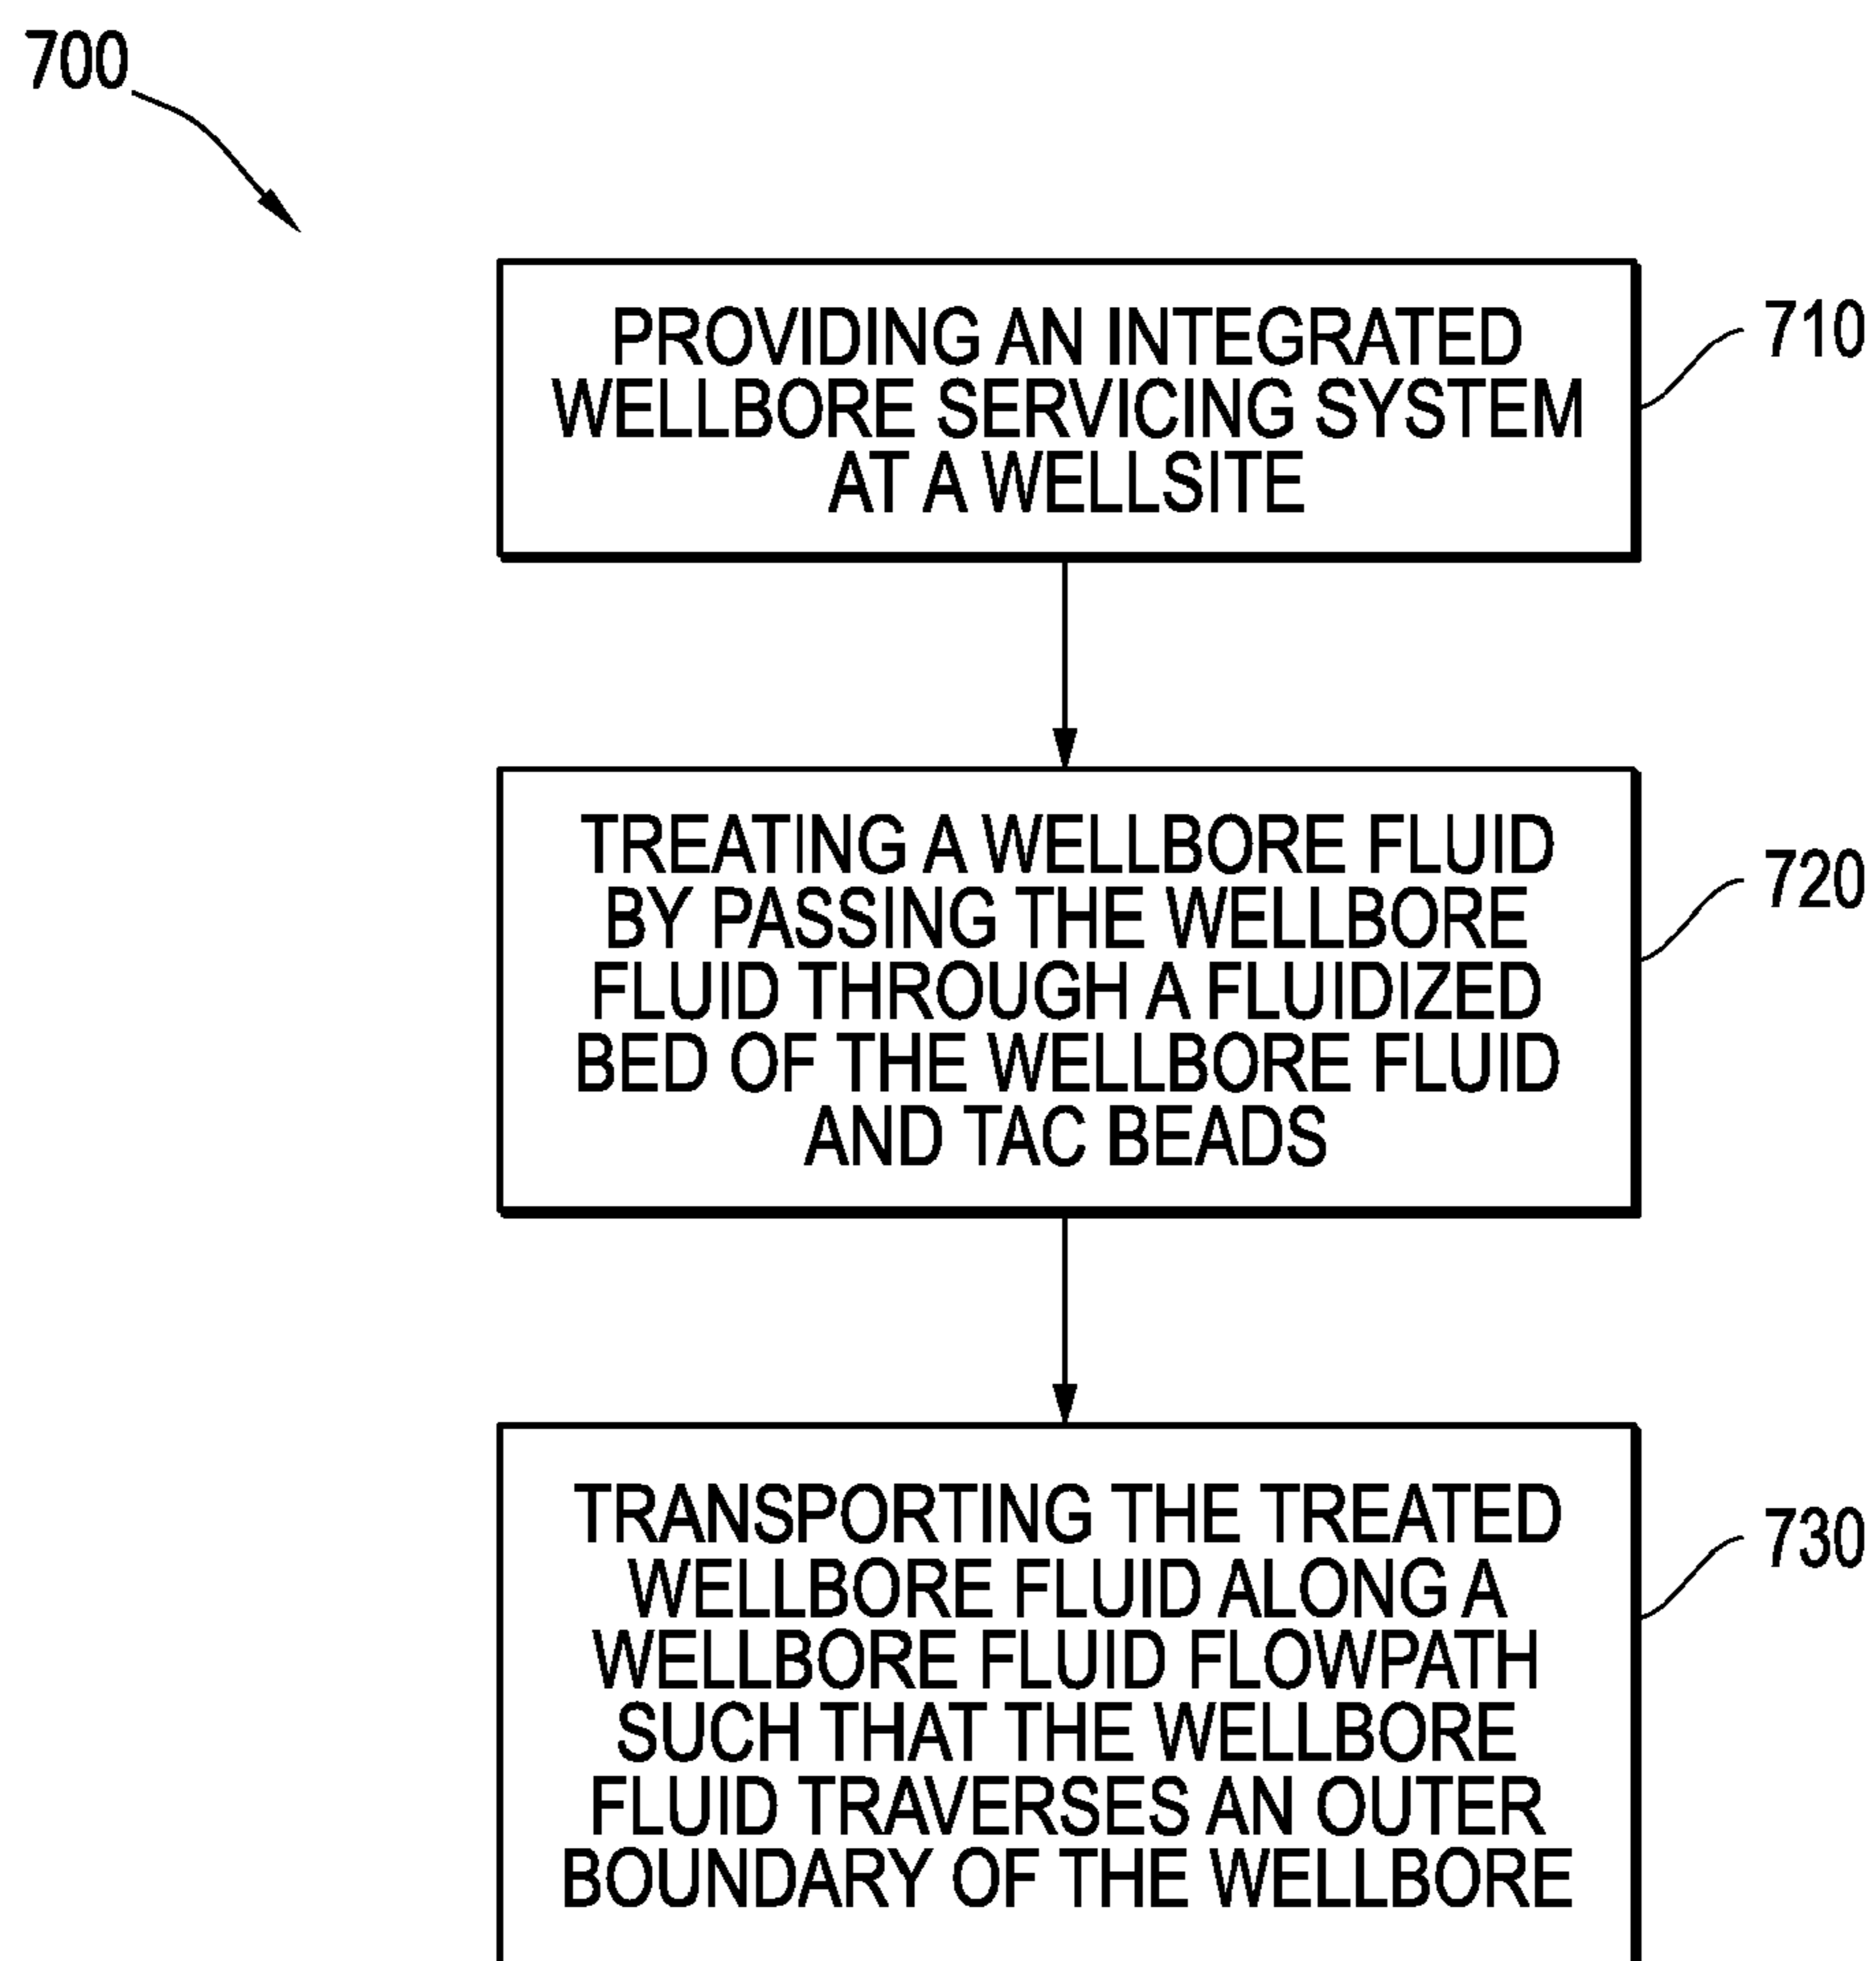 700
PROVIDING AN INTEGRATED
WELLBORE SERVICING SYSTEM
AT A WELLSITE
710
TREATING A WELLBORE FLUID
BY PASSING THE WELLBORE
FLUID THROUGH A FLUIDIZED
BED OF THE WELLBORE FLUID
AND TAC BEADS
720
TRANSPORTING THE TREATED
WELLBORE FLUID ALONG A
WELLBORE FLUID FLOWPATH
SUCH THAT THE WELLBORE
FLUID TRAVERSES AN OUTER
BOUNDARY OF THE WELLBORE
730